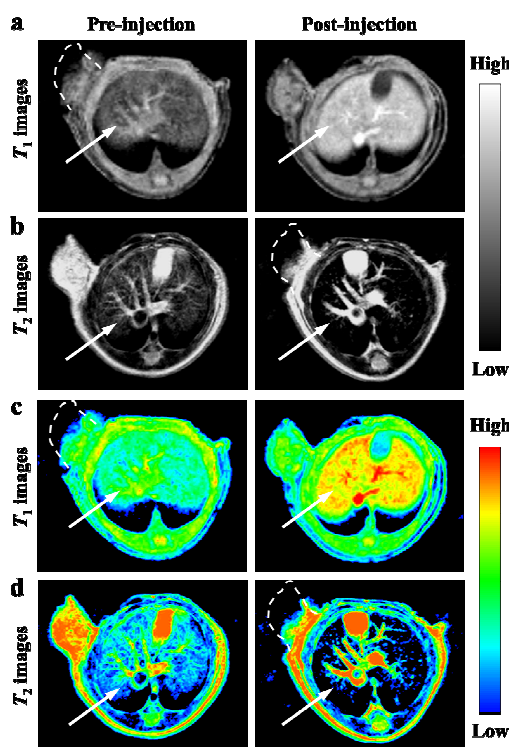 a
Pre-injection
Post-injection
T1 images
High
b
T2 images
Low
c
T1 images
High
d
T2 images
Low